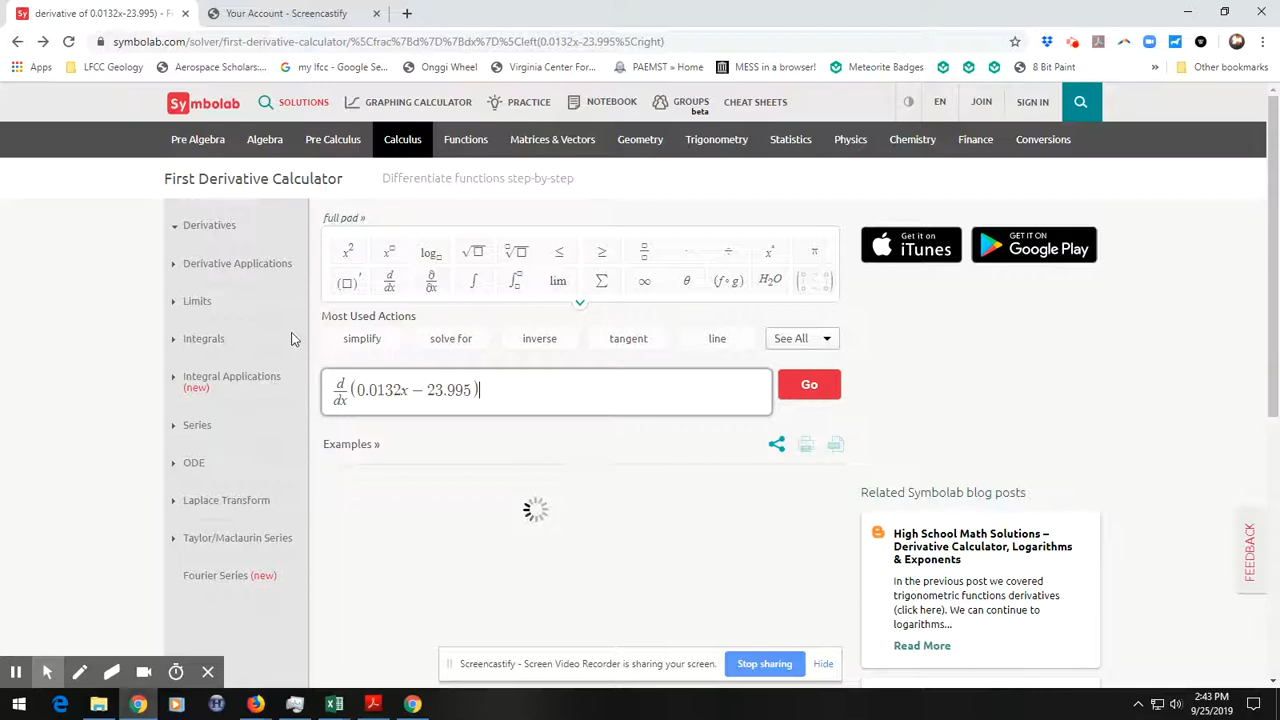 derivative of 0.0132x-23.995) - F
Your Account - Screencastify
symbolab.com/solver/first-derivative-calculator/%5Cfrac%7Bd%7D%7Bdx%7D%5Cleft(0.0132x-23.995%5Cright)
Apps LFCC Geology Aerospace Scholars:... my lfcc - Google Se... Onggi Wheel Virginia Center For... PAEMST » Home MESS in a browser! Meteorite Badges 8 Bit Paint » Other bookmarks
Symbolab SOLUTIONS GRAPHING CALCULATOR PRACTICE NOTEBOOK GROUPS beta CHEAT SHEETS EN JOIN SIGN IN
Pre Algebra Algebra Pre Calculus Calculus Functions Matrices & Vectors Geometry Trigonometry Statistics Physics Chemistry Finance Conversions
First Derivative Calculator Differentiate functions step-by-step
Derivatives
Derivative Applications
Limits
Integrals
Integral Applications
(new)
Series
ODE
Laplace Transform
Taylor/Maclaurin Series
Fourier Series (new)
full pad »
x² x□ log□ √□ □√□ ≤ ≥ □/□ · ÷ x° π
(□)′ d/dx ∂/∂x ∫ ∫ lim ∑ ∞ θ (f∘g) H₂O
Most Used Actions
simplify solve for inverse tangent line See All
d/dx (0.0132x − 23.995)
Go
Examples »
Get it on
iTunes
GET IT ON
Google Play
Related Symbolab blog posts
High School Math Solutions –
Derivative Calculator, Logarithms
& Exponents
In the previous post we covered
trigonometric functions derivatives
(click here). We can continue to
logarithms...
Read More
FEEDBACK
Screencastify - Screen Video Recorder is sharing your screen. Stop sharing Hide
2:43 PM
9/25/2019